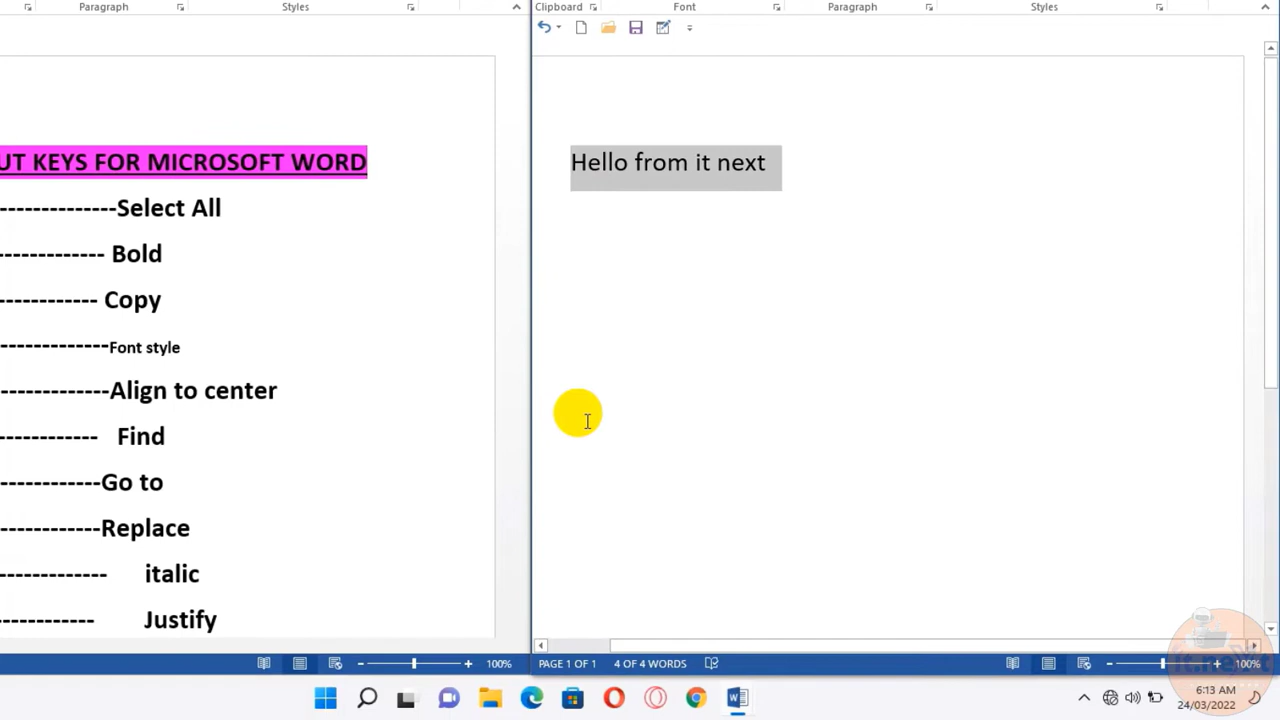 Paragraph Styles
Clipboard Font Paragraph Styles
UT KEYS FOR MICROSOFT WORD
--------------Select All
------------ Bold
------------ Copy
-------------Font style
-------------Align to center
------------ Find
------------Go to
------------Replace
------------- italic
------------ Justify
Hello from it next
100%
PAGE 1 OF 1 4 OF 4 WORDS 100%
6:13 AM
24/03/2022
it.next